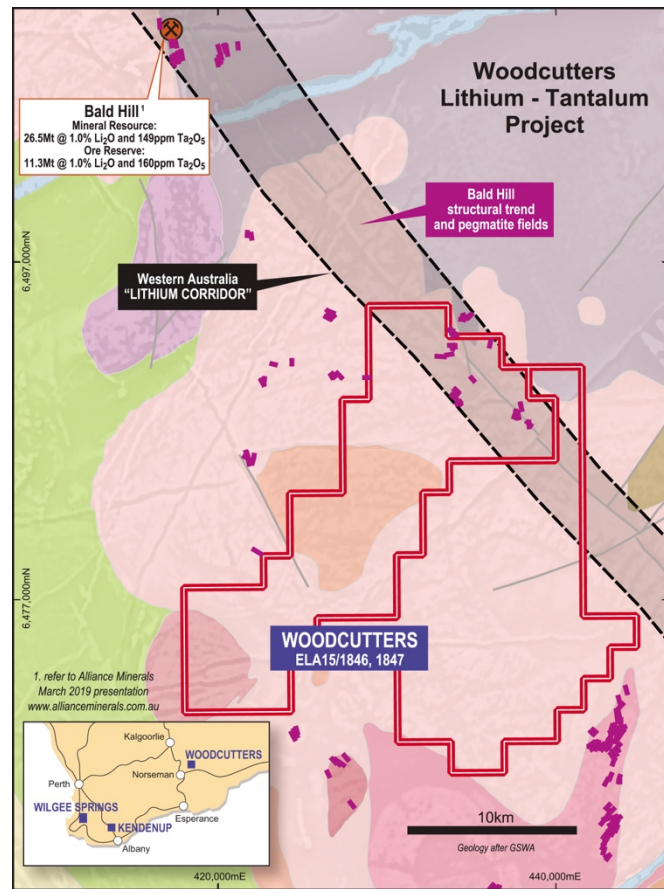 Woodcutters
Lithium - Tantalum
Project
Bald Hill ¹
Mineral Resource:
26.5Mt @ 1.0% Li₂O and 149ppm Ta₂O₅
Ore Reserve:
11.3Mt @ 1.0% Li₂O and 160ppm Ta₂O₅
Bald Hill
structural trend
and pegmatite fields
6,497,000mN
Western Australia
“LITHIUM CORRIDOR”
6,477,000mN
WOODCUTTERS
ELA15/1846, 1847
1. refer to Alliance Minerals
March 2019 presentation
www.allianceminerals.com.au
Kalgoorlie
WOODCUTTERS
Norseman
Perth
Esperance
WILGEE SPRINGS
KENDENUP
Albany
10km
Geology after GSWA
420,000mE
440,000mE